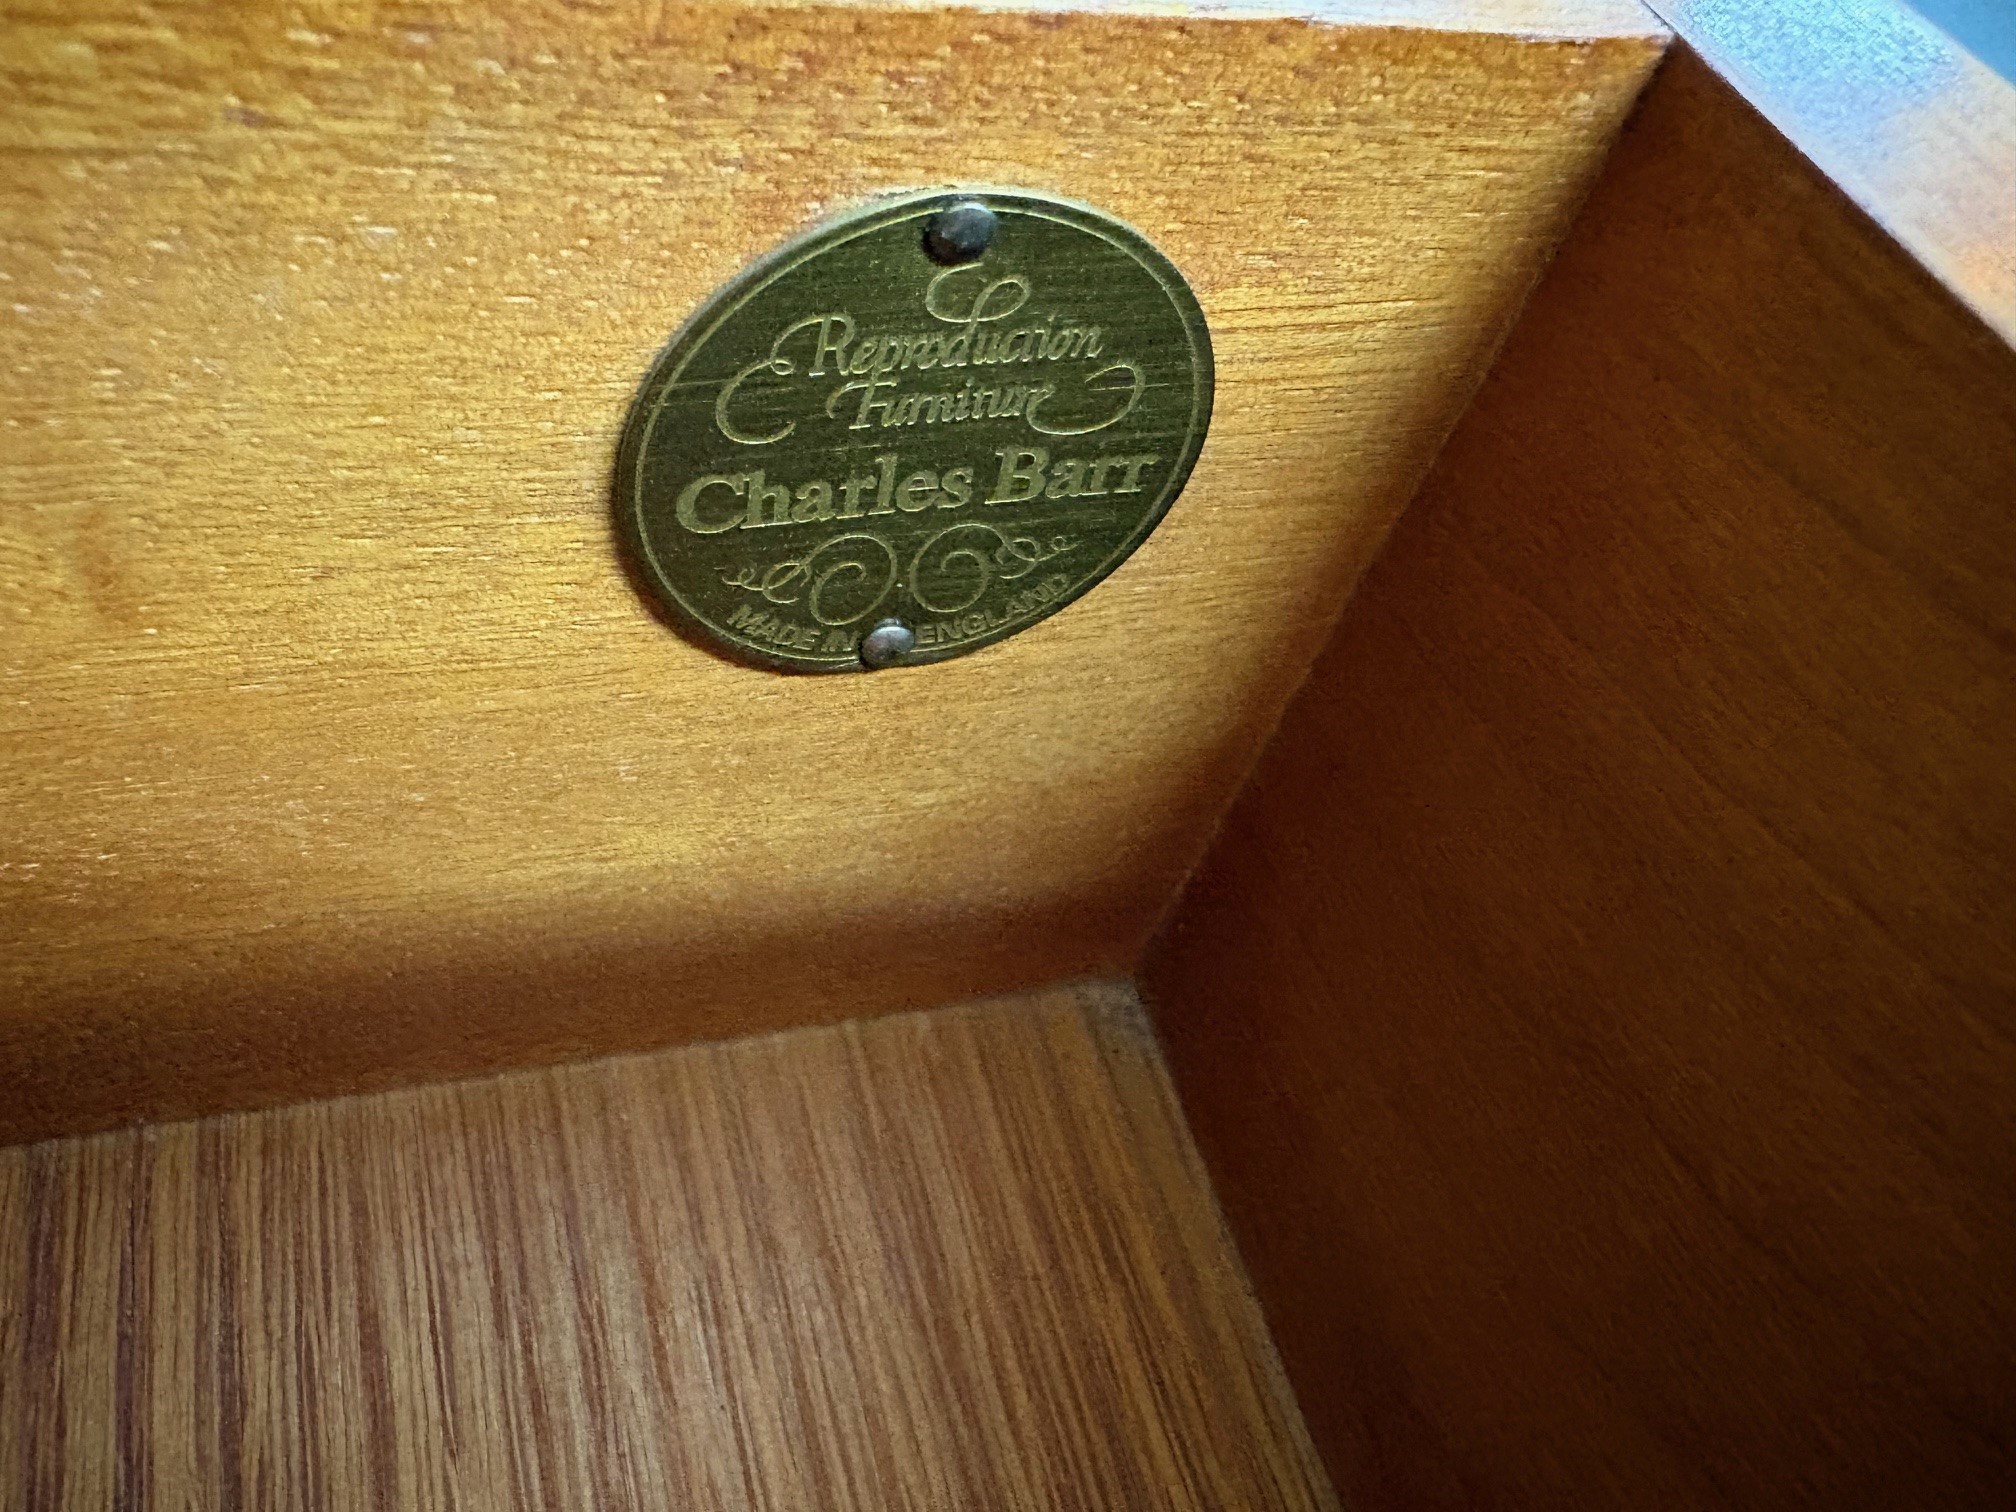 Reproduction
Furniture
Charles Barr
MADE IN ENGLAND